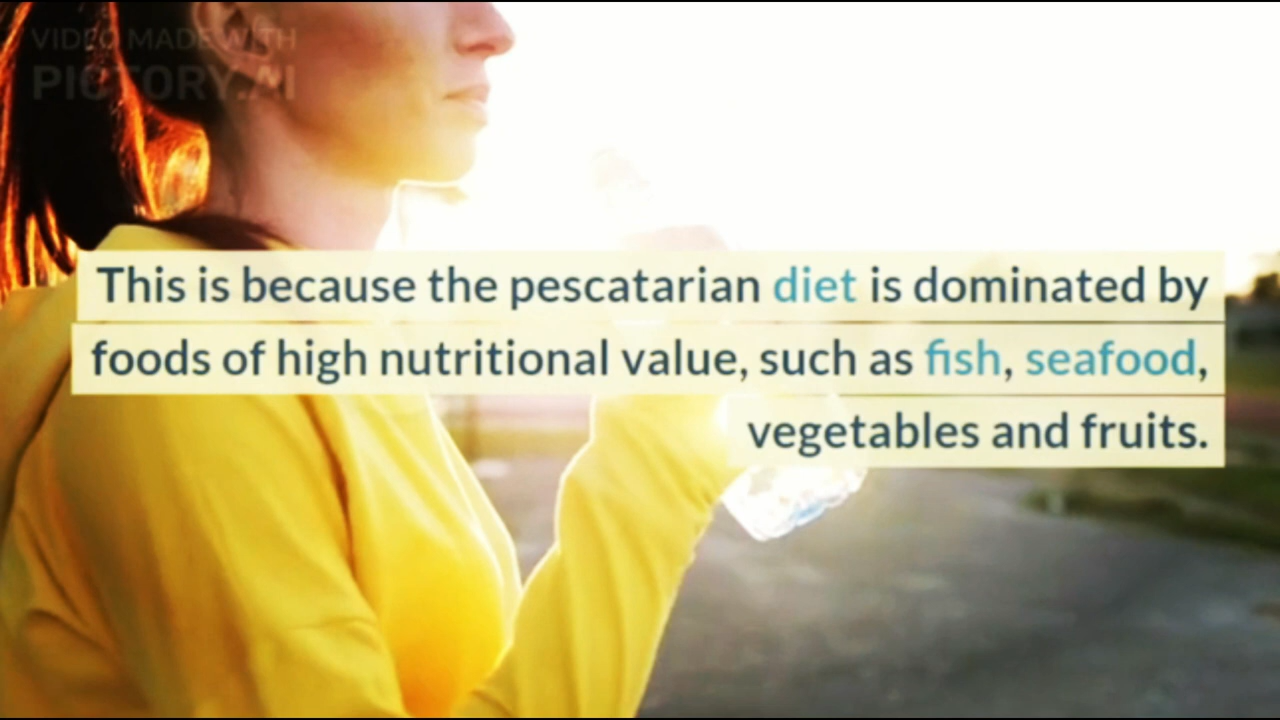 VIDEO MADE WITH
PICTORY.AI
This is because the pescatarian diet is dominated by
foods of high nutritional value, such as fish, seafood,
vegetables and fruits.